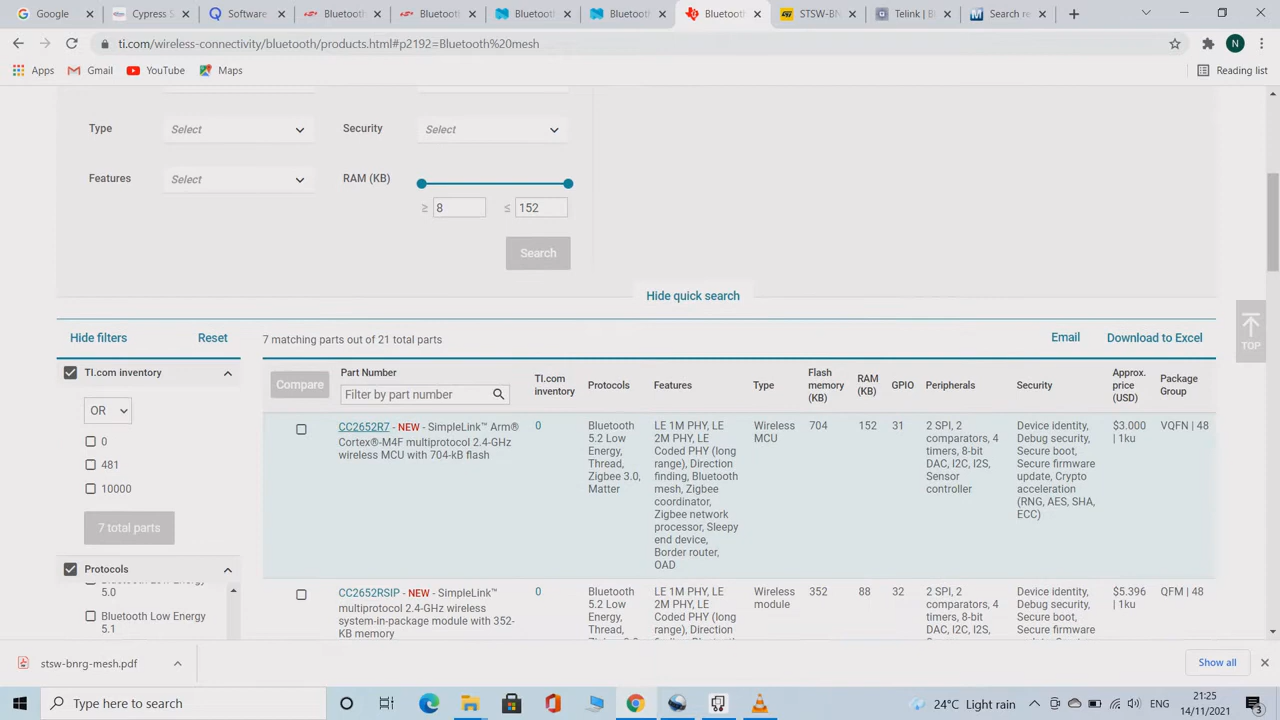 Google
Cypress S
Software
Bluetooth
Bluetooth
Bluetooth
Bluetooth
Bluetooth
STSW-BN
Telink | B
Search re
ti.com/wireless-connectivity/bluetooth/products.html#p2192=Bluetooth%20mesh
N
Apps
Gmail
YouTube
Maps
Reading list
Type
Select
Security
Select
Features
Select
RAM (KB)
≥ 8
≤ 152
Search
Hide quick search
Hide filters
Reset
7 matching parts out of 21 total parts
Email
Download to Excel
TI.com inventory
OR
0
481
10000
7 total parts
Protocols
5.0
Bluetooth Low Energy
5.1
Compare
Part Number
Filter by part number
TI.com
inventory
Protocols
Features
Type
Flash
memory
(KB)
RAM
(KB)
GPIO
Peripherals
Security
Approx.
price
(USD)
Package
Group
CC2652R7 - NEW - SimpleLink™ Arm®
Cortex®-M4F multiprotocol 2.4-GHz
wireless MCU with 704-kB flash
0
Bluetooth
5.2 Low
Energy,
Thread,
Zigbee 3.0,
Matter
LE 1M PHY, LE
2M PHY, LE
Coded PHY (long
range), Direction
finding, Bluetooth
mesh, Zigbee
coordinator,
Zigbee network
processor, Sleepy
end device,
Border router,
OAD
Wireless
MCU
704
152
31
2 SPI, 2
comparators, 4
timers, 8-bit
DAC, I2C, I2S,
Sensor
controller
Device identity,
Debug security,
Secure boot,
Secure firmware
update, Crypto
acceleration
(RNG, AES, SHA,
ECC)
$3.000
| 1ku
VQFN | 48
CC2652RSIP - NEW - SimpleLink™
multiprotocol 2.4-GHz wireless
system-in-package module with 352-
KB memory
0
Bluetooth
5.2 Low
Energy,
Thread,
LE 1M PHY, LE
2M PHY, LE
Coded PHY (long
range), Direction
Wireless
module
352
88
32
2 SPI, 2
comparators, 4
timers, 8-bit
DAC, I2C, I2S,
Device identity,
Debug security,
Secure boot,
Secure firmware
$5.396
| 1ku
QFM | 48
TOP
stsw-bnrg-mesh.pdf
Show all
Type here to search
24°C Light rain
ENG
21:25
14/11/2021
3